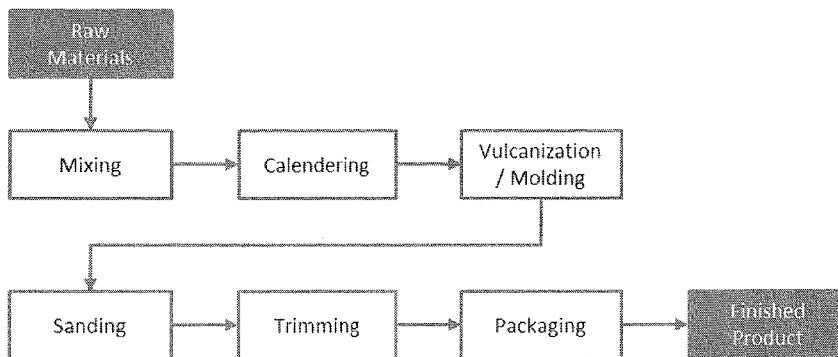 Raw
Materials
Mixing
Calendering
Vulcanization
/ Molding
Sanding
Trimming
Packaging
Finished
Product